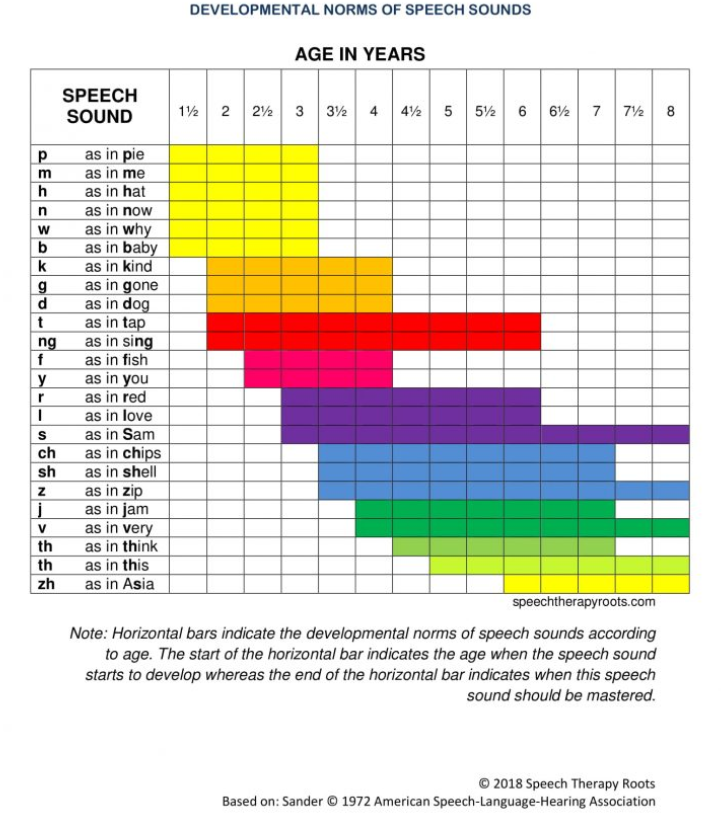 DEVELOPMENTAL NORMS OF SPEECH SOUNDS
AGE IN YEARS
SPEECH
SOUND
1½ 2 2½ 3 3½ 4 4½ 5 5½ 6 6½ 7 7½ 8
p as in pie
m as in me
h as in hat
n as in now
w as in why
b as in baby
k as in kind
g as in gone
d as in dog
t as in tap
ng as in sing
f as in fish
y as in you
r as in red
l as in love
s as in Sam
ch as in chips
sh as in shell
z as in zip
j as in jam
v as in very
th as in think
th as in this
zh as in Asia
speechtherapyroots.com
Note: Horizontal bars indicate the developmental norms of speech sounds according
to age. The start of the horizontal bar indicates the age when the speech sound
starts to develop whereas the end of the horizontal bar indicates when this speech
sound should be mastered.
© 2018 Speech Therapy Roots
Based on: Sander © 1972 American Speech-Language-Hearing Association